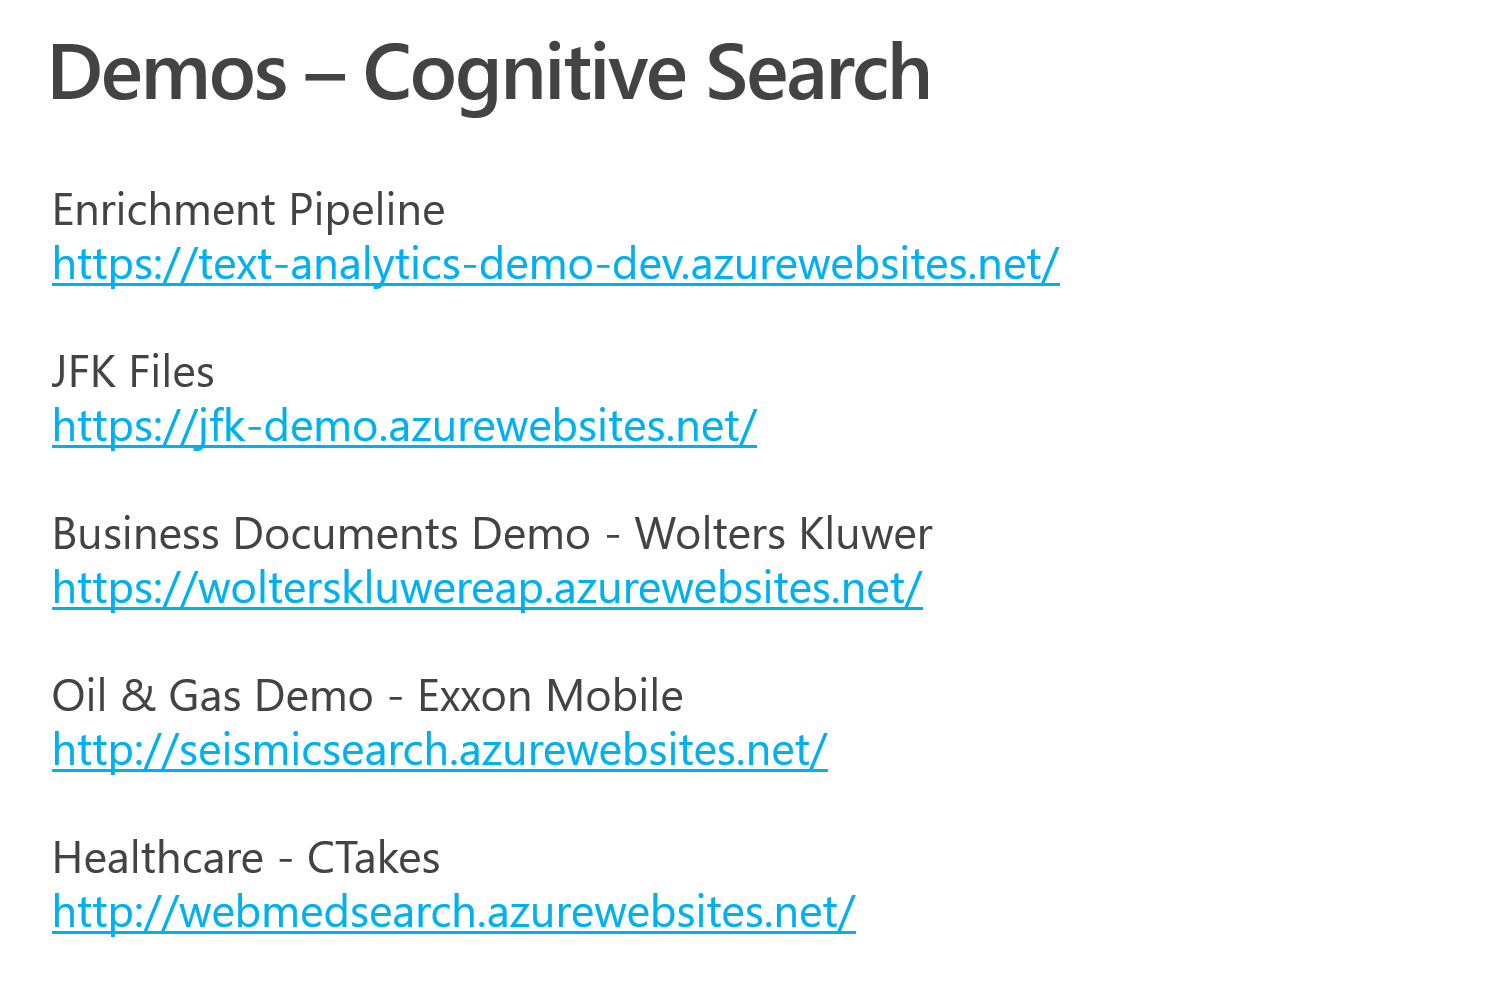 Demos – Cognitive Search
Enrichment Pipeline
https://text-analytics-demo-dev.azurewebsites.net/
JFK Files
https://jfk-demo.azurewebsites.net/
Business Documents Demo - Wolters Kluwer
https://wolterskluwereap.azurewebsites.net/
Oil & Gas Demo - Exxon Mobile
http://seismicsearch.azurewebsites.net/
Healthcare - CTakes
http://webmedsearch.azurewebsites.net/